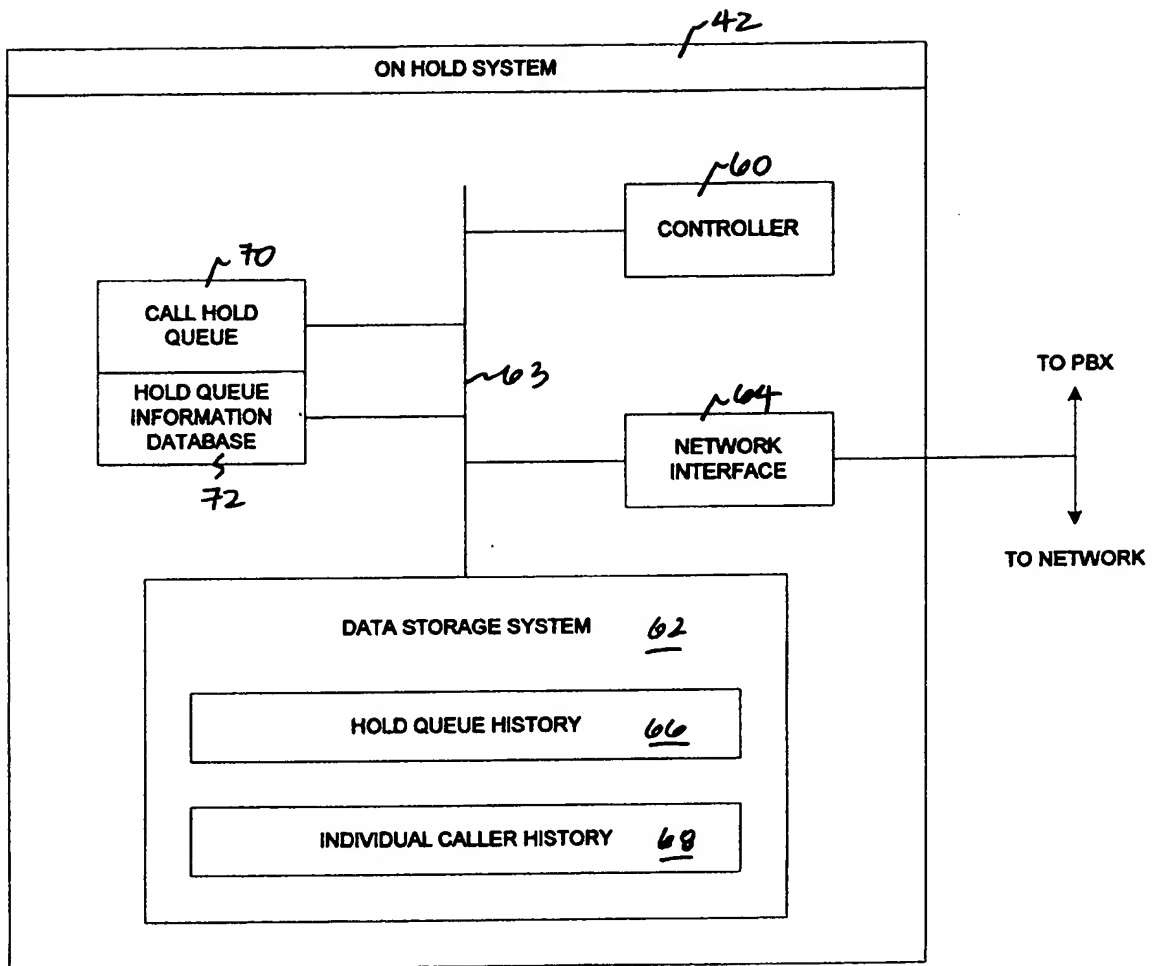 42
ON HOLD SYSTEM
60
CONTROLLER
70
CALL HOLD
QUEUE
HOLD QUEUE
INFORMATION
DATABASE
72
63
64
NETWORK
INTERFACE
TO PBX
TO NETWORK
DATA STORAGE SYSTEM 62
HOLD QUEUE HISTORY 66
INDIVIDUAL CALLER HISTORY 68